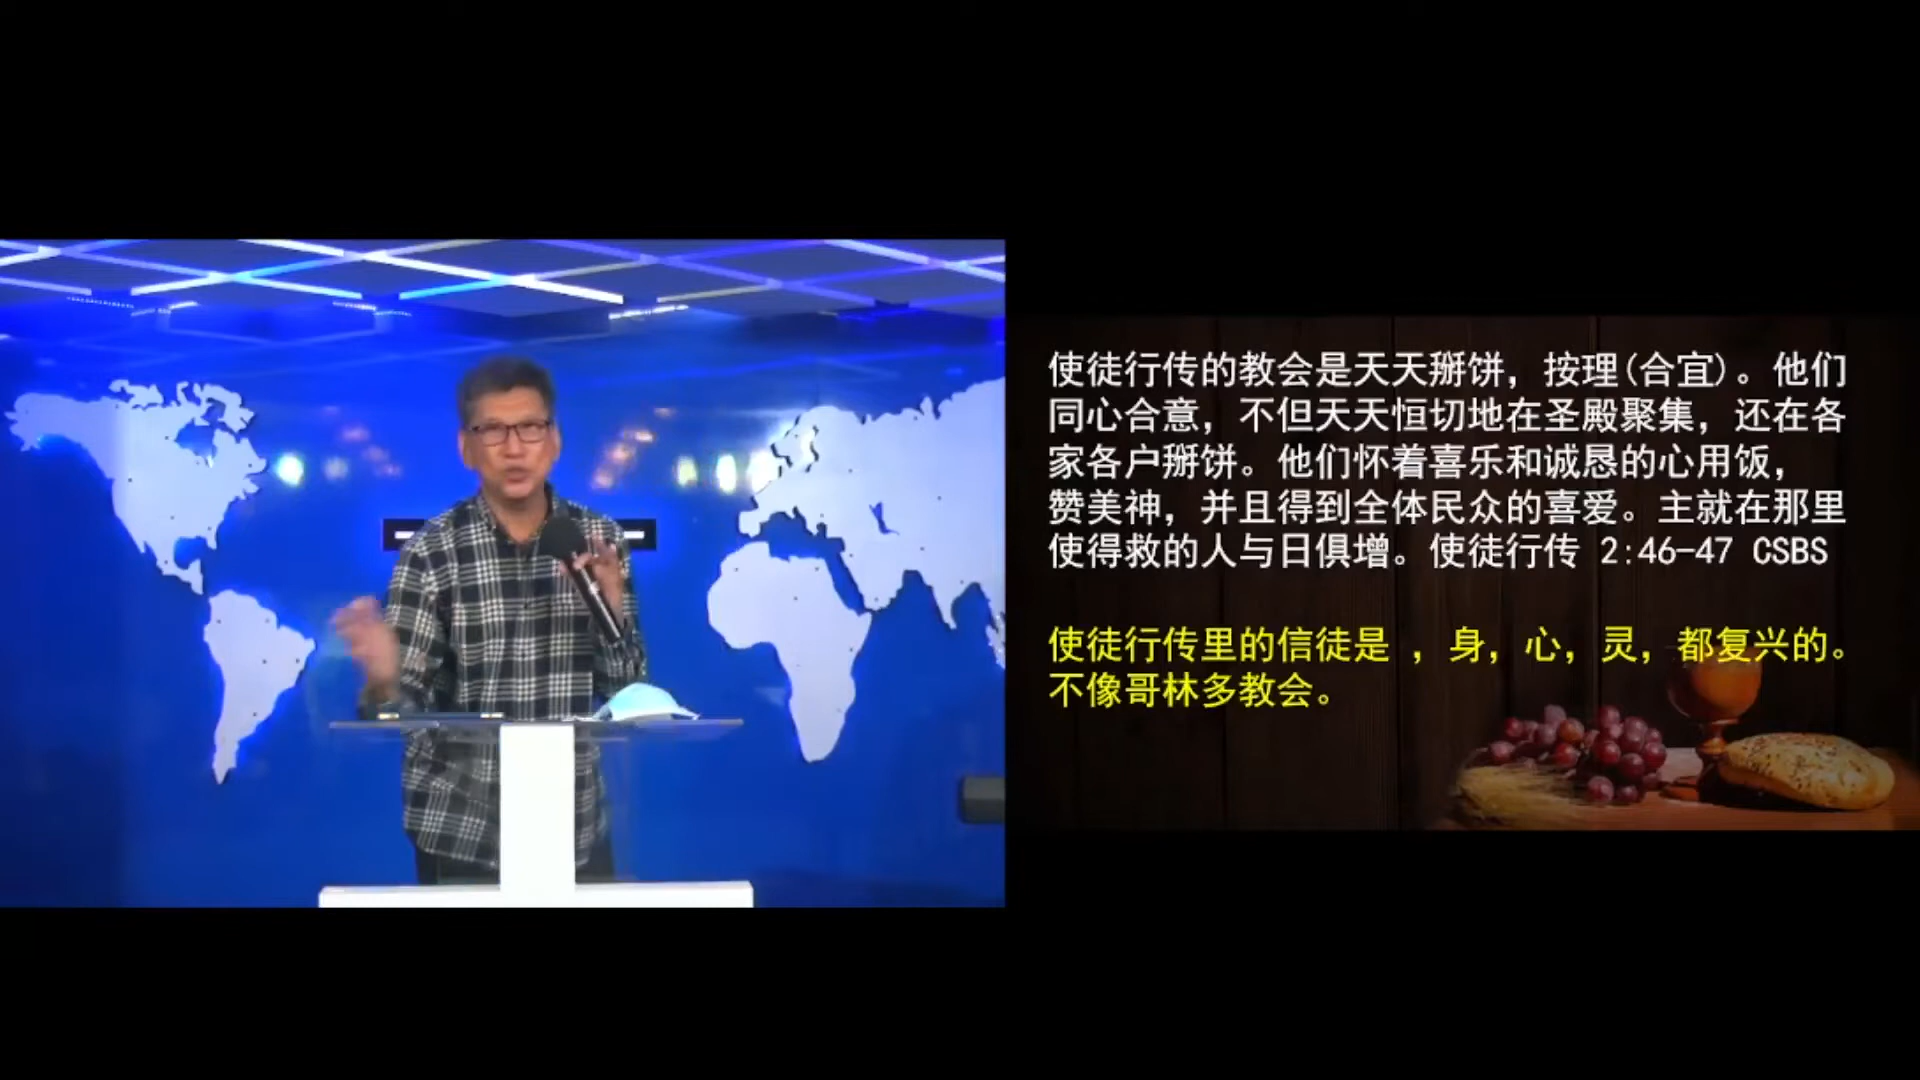 使徒行传的教会是天天掰饼，按理(合宜)。他们
同心合意，不但天天恒切地在圣殿聚集，还在各
家各户掰饼。他们怀着喜乐和诚恳的心用饭，
赞美神，并且得到全体民众的喜爱。主就在那里
使得救的人与日俱增。使徒行传 2:46-47 CSBS
使徒行传里的信徒是 ，身，心，灵，都复兴的。
不像哥林多教会。